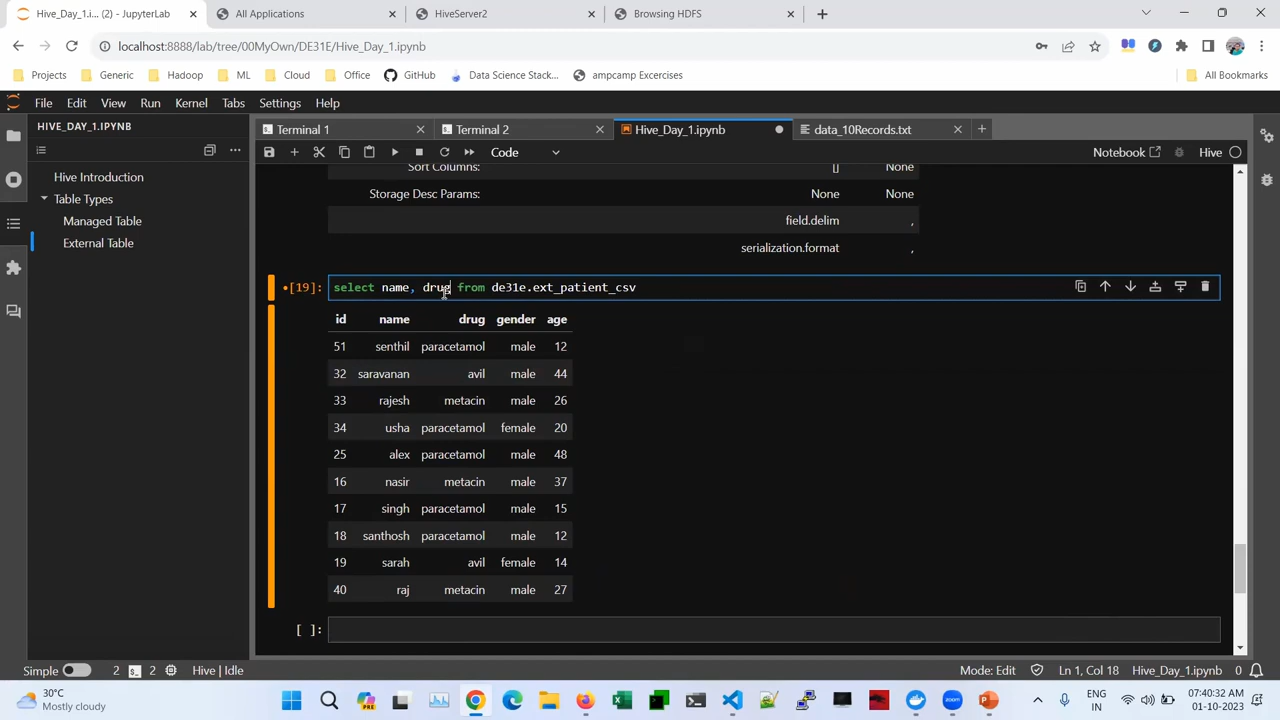 Hive_Day_1.i... (2) - JupyterLab
All Applications
HiveServer2
Browsing HDFS
localhost:8888/lab/tree/00MyOwn/DE31E/Hive_Day_1.ipynb
Projects Generic Hadoop ML Cloud Office GitHub Data Science Stack... ampcamp Excercises All Bookmarks
File Edit View Run Kernel Tabs Settings Help
HIVE_DAY_1.IPYNB
Terminal 1 Terminal 2 Hive_Day_1.ipynb data_10Records.txt
Code Notebook Hive
Hive Introduction
Table Types
Managed Table
External Table
Sort Columns: [] None
Storage Desc Params: None None
field.delim ,
serialization.format ,
[19]: select name, drug from de31e.ext_patient_csv
id name drug gender age
51 senthil paracetamol male 12
32 saravanan avil male 44
33 rajesh metacin male 26
34 usha paracetamol female 20
25 alex paracetamol male 48
16 nasir metacin male 37
17 singh paracetamol male 15
18 santhosh paracetamol male 12
19 sarah avil female 14
40 raj metacin male 27
[ ]:
Simple 2 2 Hive | Idle Mode: Edit Ln 1, Col 18 Hive_Day_1.ipynb 0
30°C
Mostly cloudy
PRE
zoom
ENG
IN
07:40:32 AM
01-10-2023